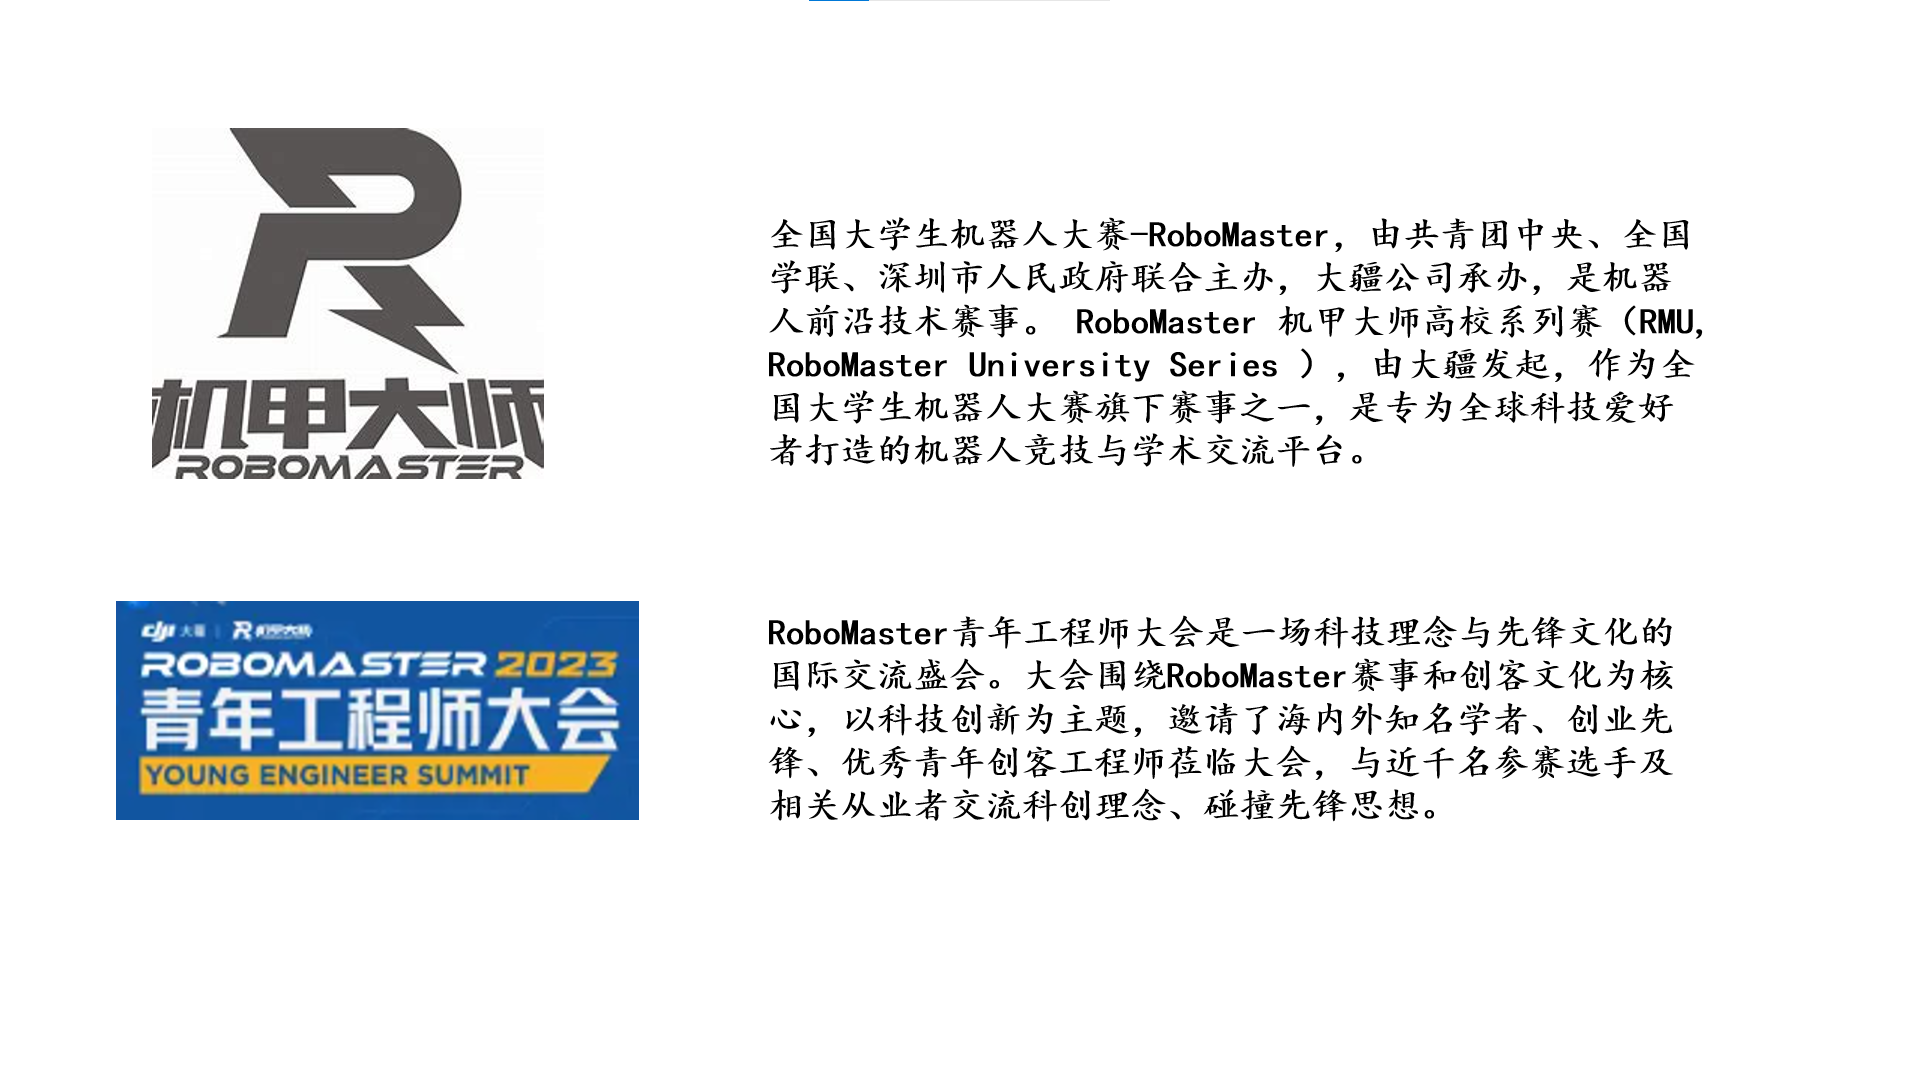 机甲大师
ROBOMASTER
全国大学生机器人大赛-RoboMaster，由共青团中央、全国
学联、深圳市人民政府联合主办，大疆公司承办，是机器
人前沿技术赛事。 RoboMaster 机甲大师高校系列赛（RMU,
RoboMaster University Series ），由大疆发起，作为全
国大学生机器人大赛旗下赛事之一，是专为全球科技爱好
者打造的机器人竞技与学术交流平台。
dji 大疆 | 机甲大师
ROBOMASTER 2023
青年工程师大会
YOUNG ENGINEER SUMMIT
RoboMaster青年工程师大会是一场科技理念与先锋文化的
国际交流盛会。大会围绕RoboMaster赛事和创客文化为核
心，以科技创新为主题，邀请了海内外知名学者、创业先
锋、优秀青年创客工程师莅临大会，与近千名参赛选手及
相关从业者交流科创理念、碰撞先锋思想。